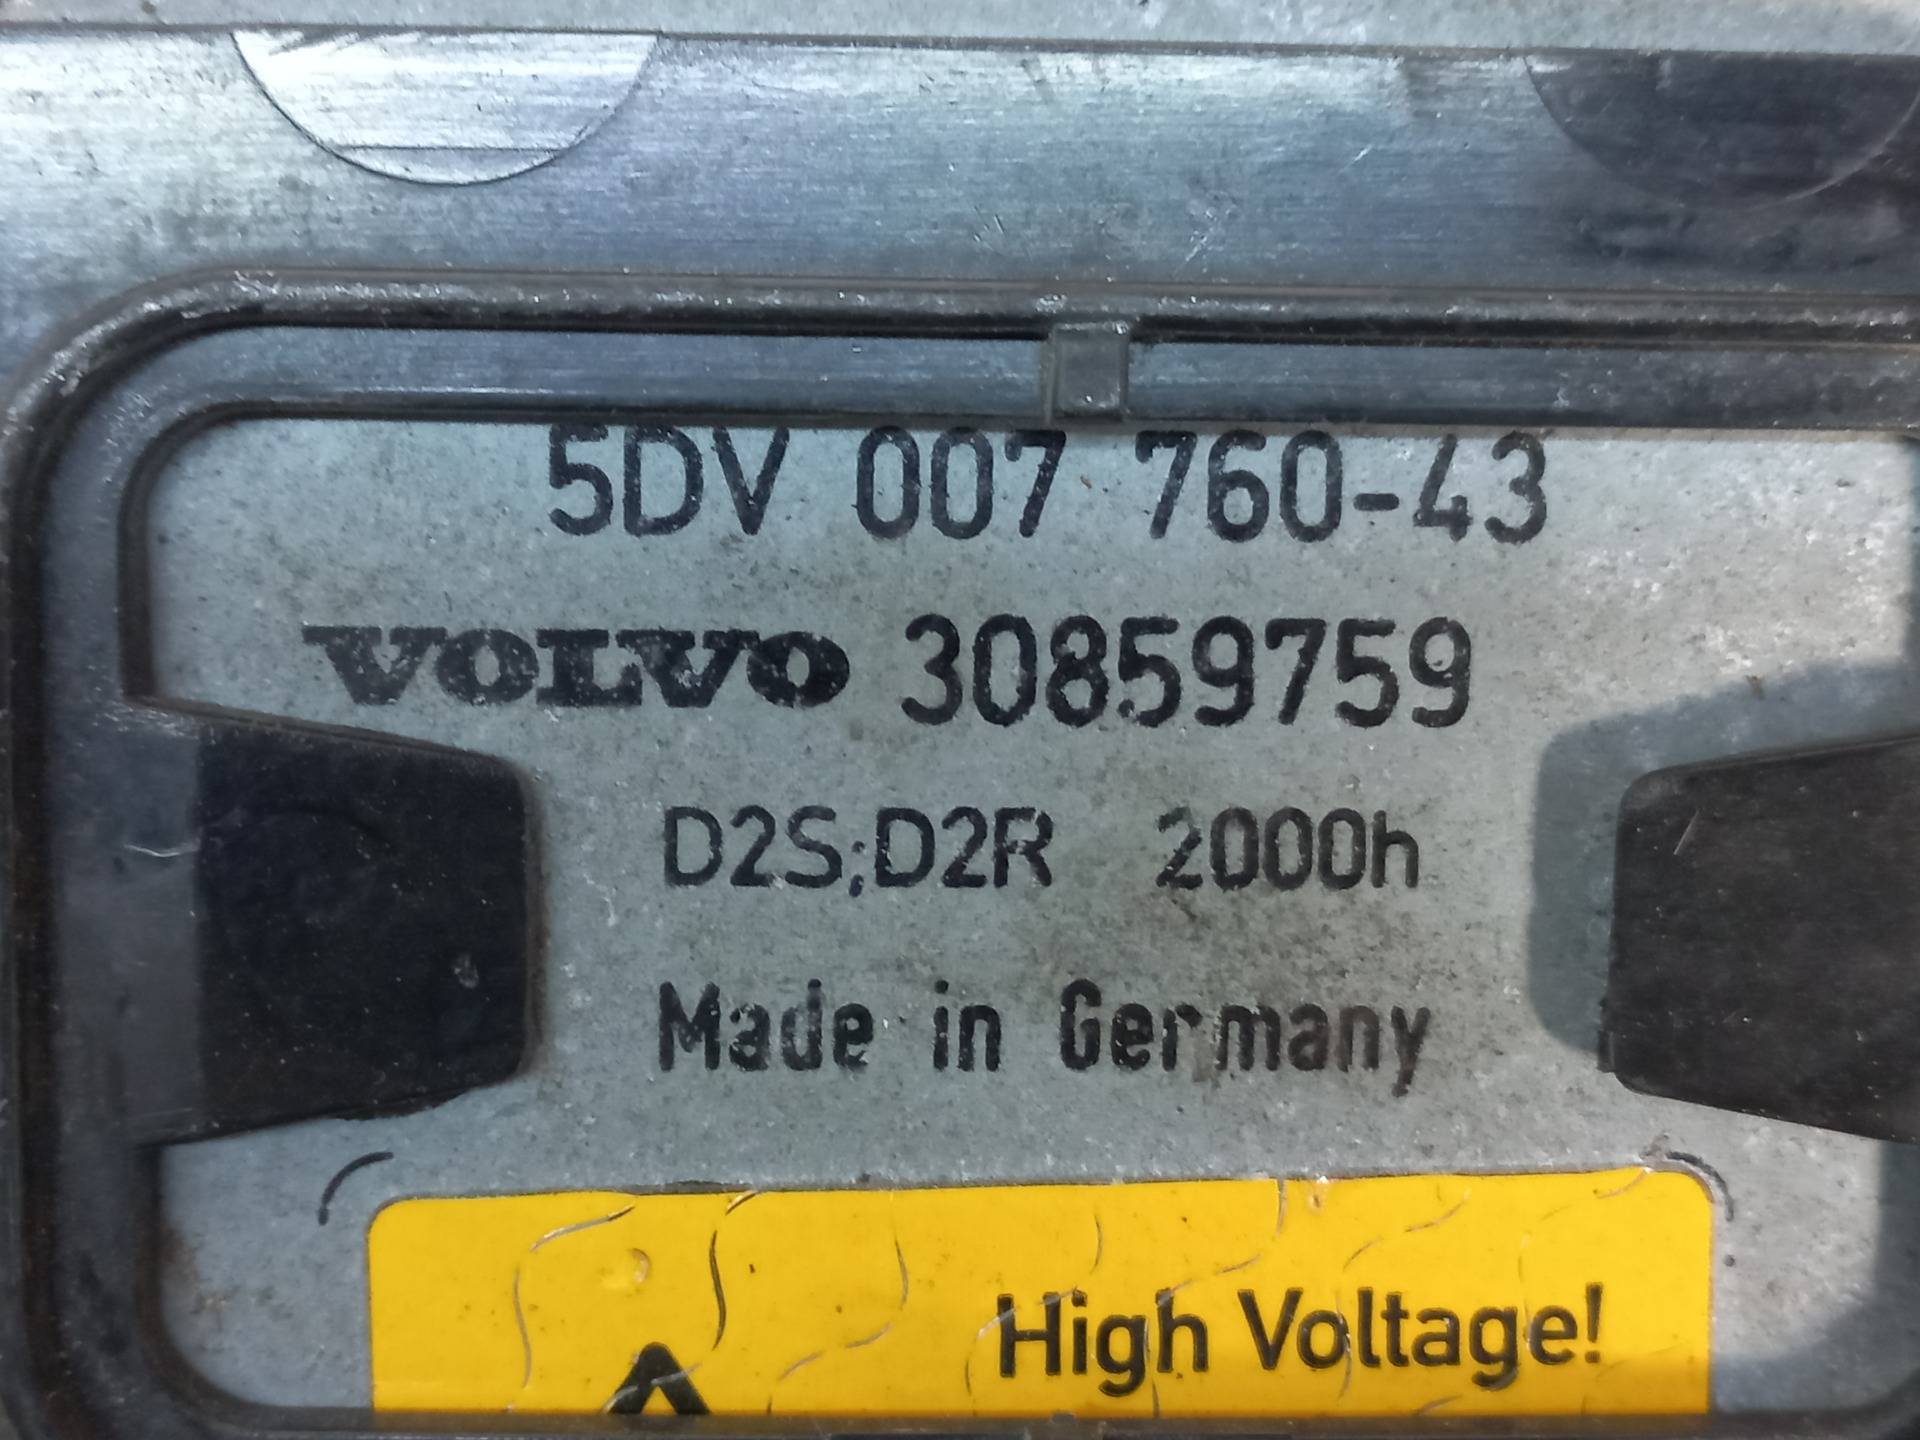 5DV 007 760-43
VOLVO 30859759
D2S;D2R 2000h
Made in Germany
High Voltage!